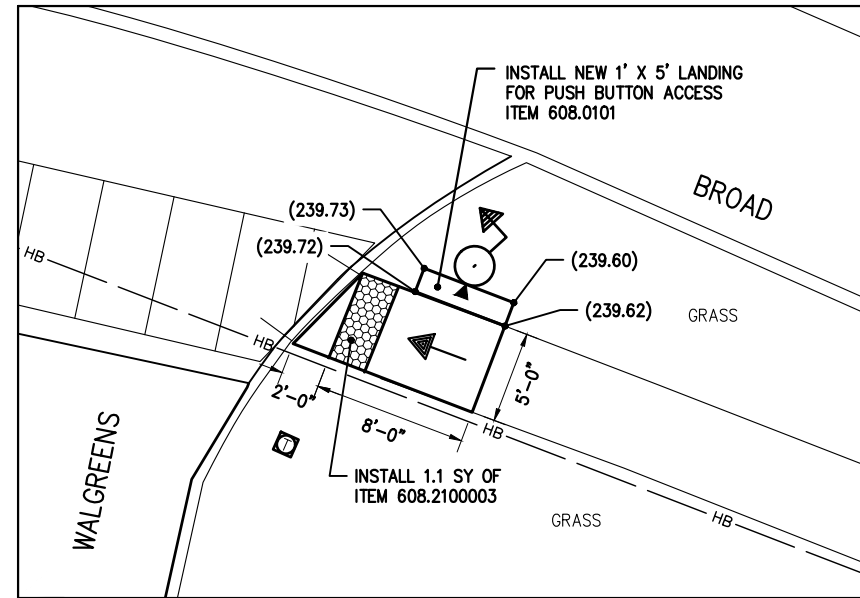 INSTALL NEW 1' X 5' LANDING
FOR PUSH BUTTON ACCESS
ITEM 608.0101
BROAD
(239.73)
(239.72)
(239.60)
(239.62)
GRASS
HB
HB
5'-0"
2'-0"
8'-0"
HB
T
INSTALL 1.1 SY OF
ITEM 608.2100003
WALGREENS
GRASS
HB